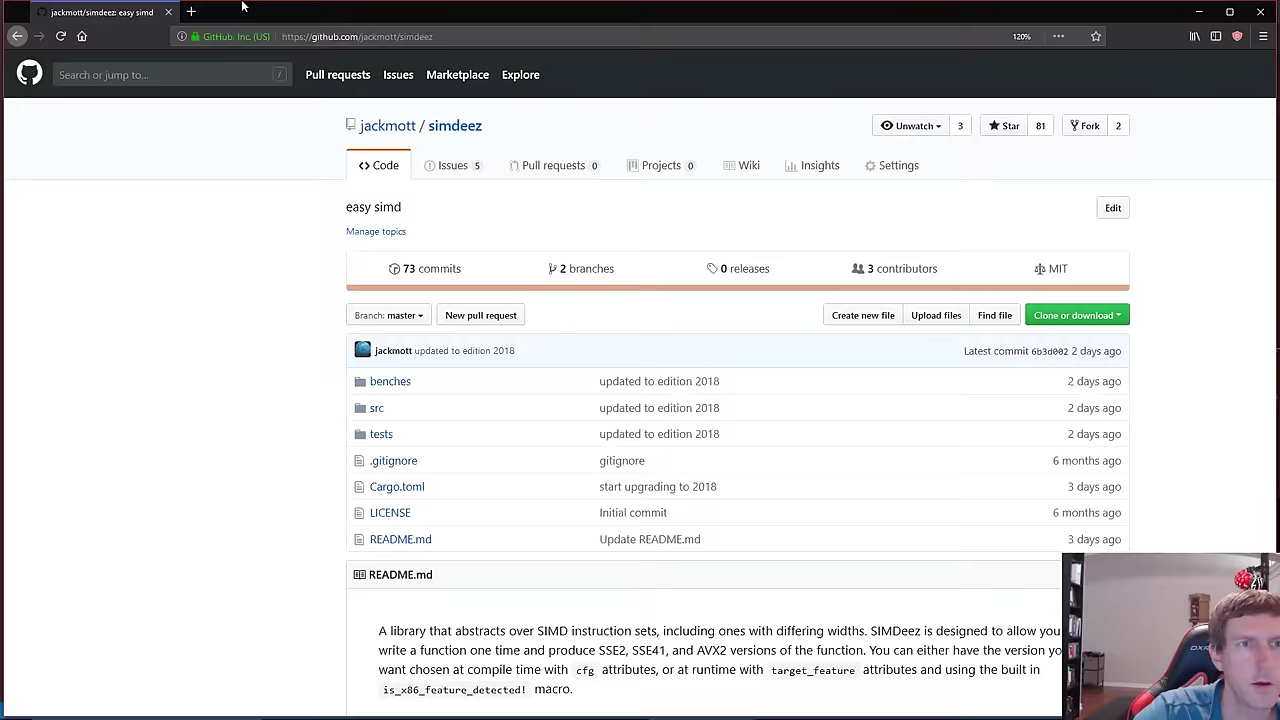 jackmott/simdeez: easy simd
GitHub, Inc. (US) https://github.com/jackmott/simdeez 120%
Search or jump to... / Pull requests Issues Marketplace Explore
jackmott / simdeez Unwatch 3 Star 81 Fork 2
Code Issues 5 Pull requests 0 Projects 0 Wiki Insights Settings
easy simd Edit
Manage topics
73 commits 2 branches 0 releases 3 contributors MIT
Branch: master New pull request Create new file Upload files Find file Clone or download
jackmott updated to edition 2018 Latest commit 6b3d002 2 days ago
benches updated to edition 2018 2 days ago
src updated to edition 2018 2 days ago
tests updated to edition 2018 2 days ago
.gitignore gitignore 6 months ago
Cargo.toml start upgrading to 2018 3 days ago
LICENSE Initial commit 6 months ago
README.md Update README.md 3 days ago
README.md
A library that abstracts over SIMD instruction sets, including ones with differing widths. SIMDeez is designed to allow you
write a function one time and produce SSE2, SSE41, and AVX2 versions of the function. You can either have the version yo
want chosen at compile time with cfg attributes, or at runtime with target_feature attributes and using the built in
is_x86_feature_detected! macro.